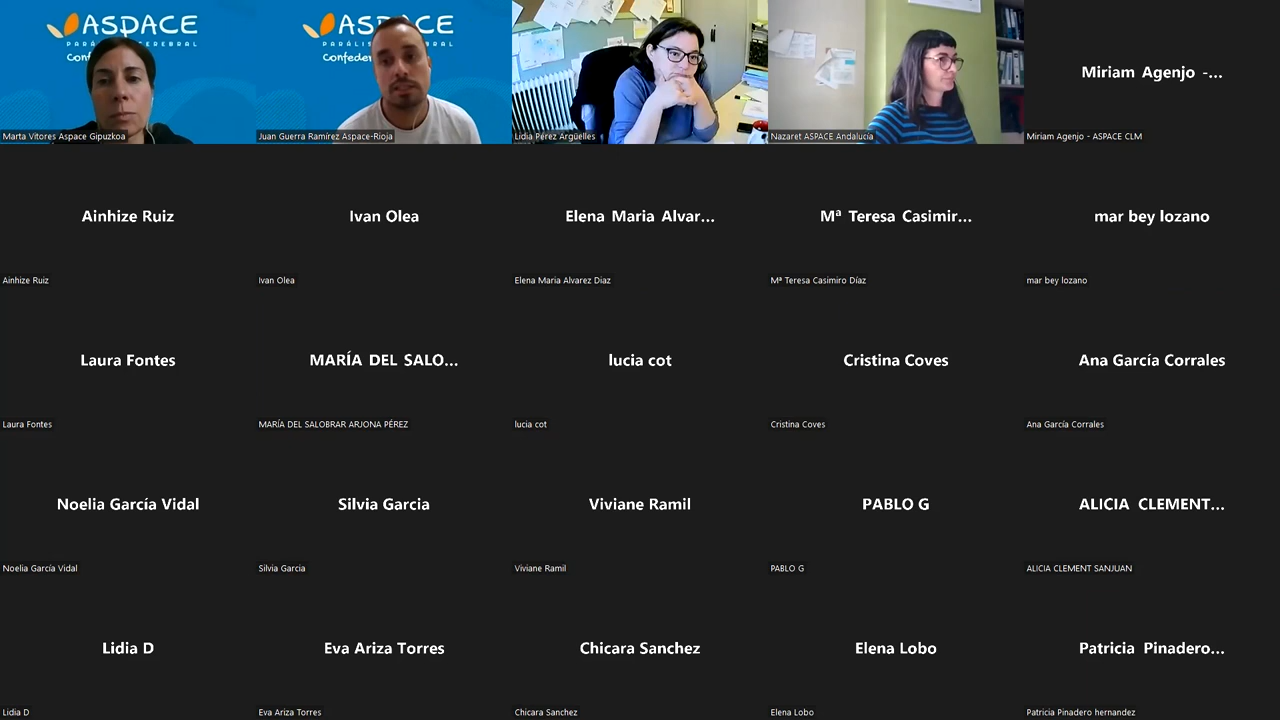 ASPACE
PARÁLISIS CEREBRAL
Confeder
Marta Vitores Aspace Gipuzkoa
ASPACE
PARÁLISIS CEREBRAL
Confeder
Juan Guerra Ramírez Aspace-Rioja
Lidia Pérez Argüelles
Nazaret ASPACE Andalucía
Miriam Agenjo -...
Miriam Agenjo - ASPACE CLM
Ainhize Ruiz
Ivan Olea
Elena Maria Alvar...
Mª Teresa Casimir...
mar bey lozano
Ainhize Ruiz
Ivan Olea
Elena Maria Alvarez Diaz
Mª Teresa Casimiro Díaz
mar bey lozano
Laura Fontes
MARÍA DEL SALO...
lucia cot
Cristina Coves
Ana García Corrales
Laura Fontes
MARÍA DEL SALOBRAR ARJONA PÉREZ
lucia cot
Cristina Coves
Ana García Corrales
Noelia García Vidal
Silvia Garcia
Viviane Ramil
PABLO G
ALICIA CLEMENT...
Noelia García Vidal
Silvia Garcia
Viviane Ramil
PABLO G
ALICIA CLEMENT SANJUAN
Lidia D
Eva Ariza Torres
Chicara Sanchez
Elena Lobo
Patricia Pinadero...
Lidia D
Eva Ariza Torres
Chicara Sanchez
Elena Lobo
Patricia Pinadero hernandez